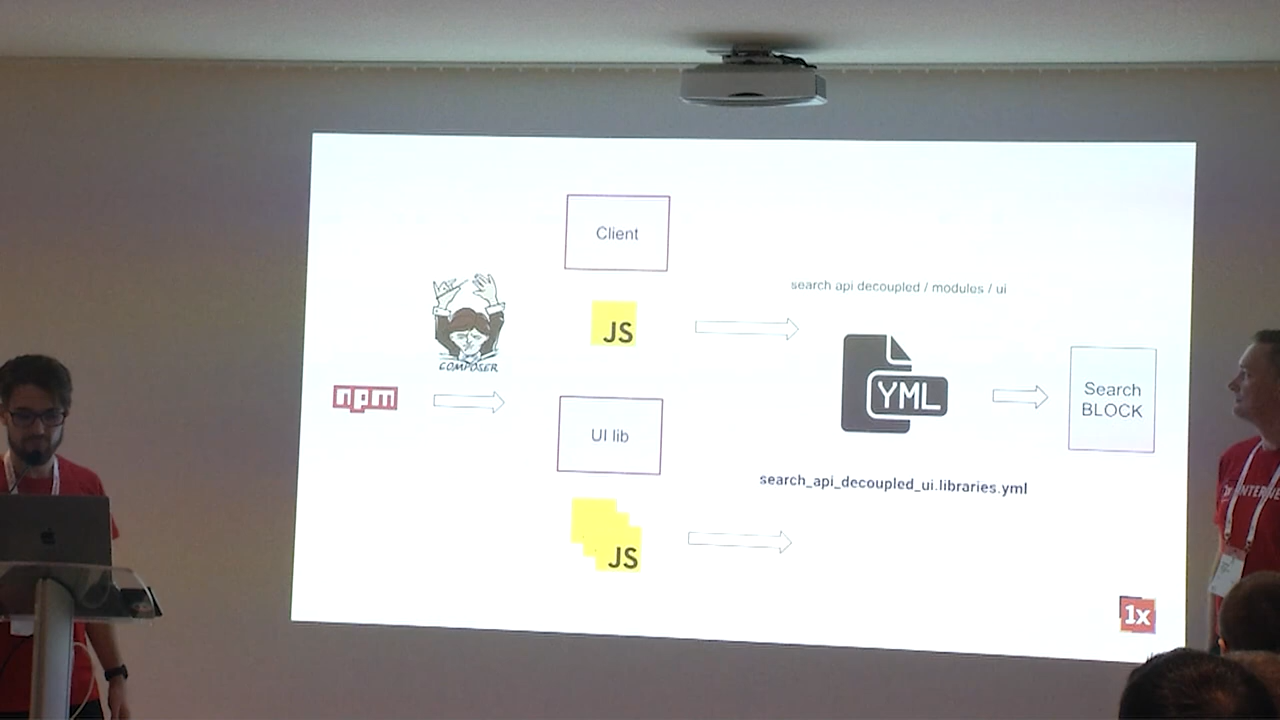 Client
search api decoupled / modules / ui
COMPOSER
JS
npm
YML
Search
BLOCK
UI lib
search_api_decoupled_ui.libraries.yml
JS
1x